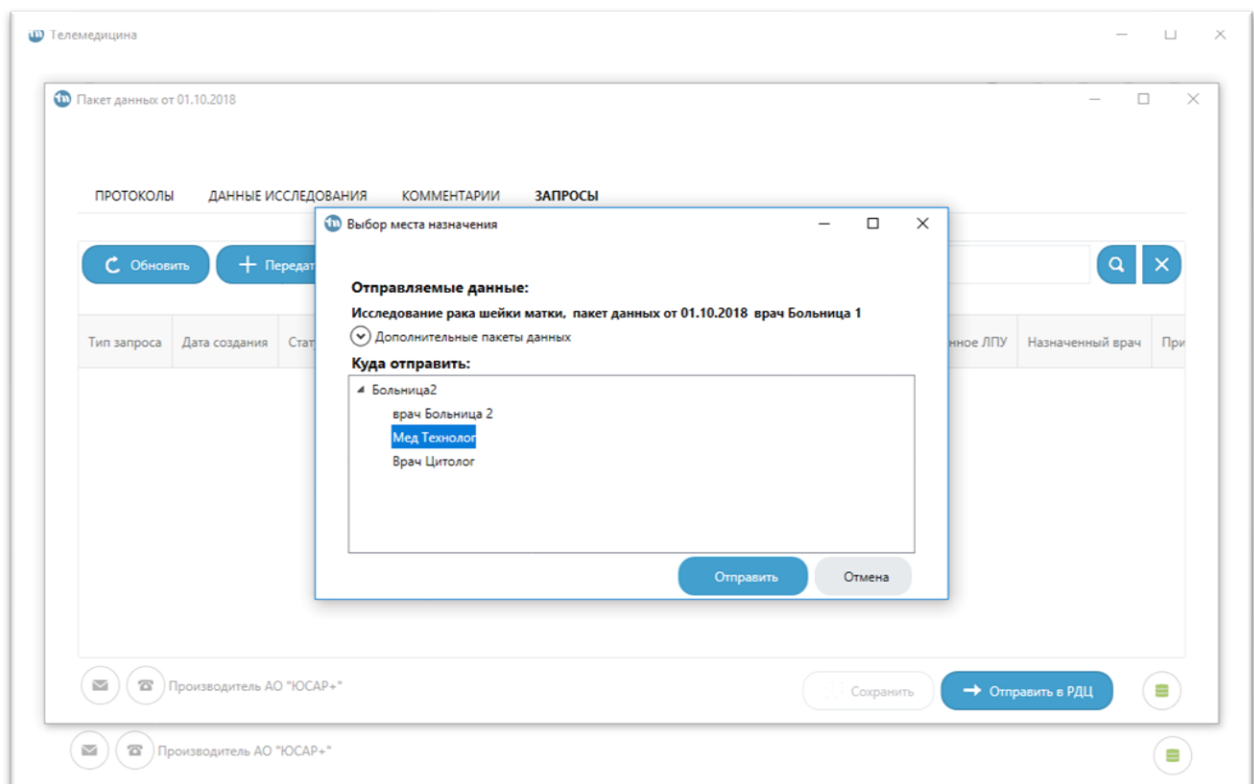 Телемедицина
Пакет данных от 01.10.2018
ПРОТОКОЛЫ ДАННЫЕ ИССЛЕДОВАНИЯ КОММЕНТАРИИ ЗАПРОСЫ
Выбор места назначения
Обновить Передат
Отправляемые данные:
Исследование рака шейки матки, пакет данных от 01.10.2018 врач Больница 1
Дополнительные пакеты данных
Тип запроса Дата создания Стат нное ЛПУ Назначенный врач При
Куда отправить:
Больница2
врач Больница 2
Мед Технолог
Врач Цитолог
Отправить Отмена
Производитель АО "ЮСАР+" Сохранить Отправить в РДЦ
Производитель АО "ЮСАР+"